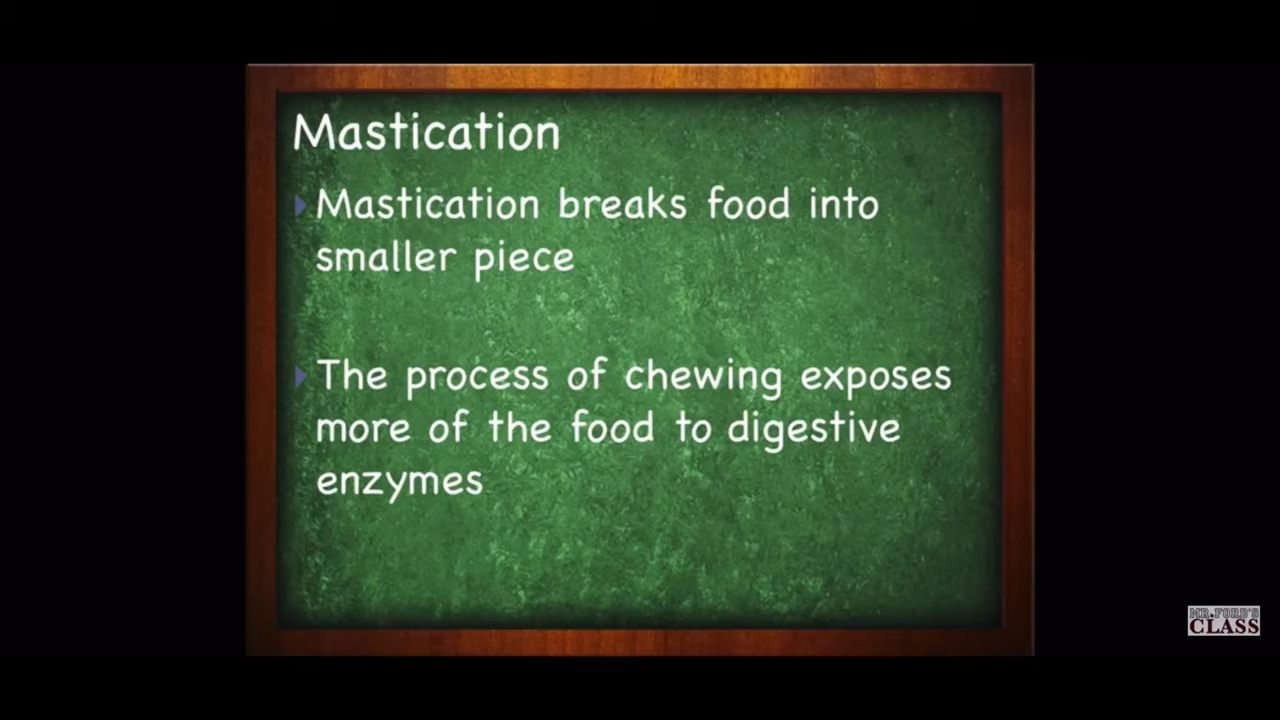 Mastication
Mastication breaks food into
smaller piece
The process of chewing exposes
more of the food to digestive
enzymes
MR.FORD'S
CLASS